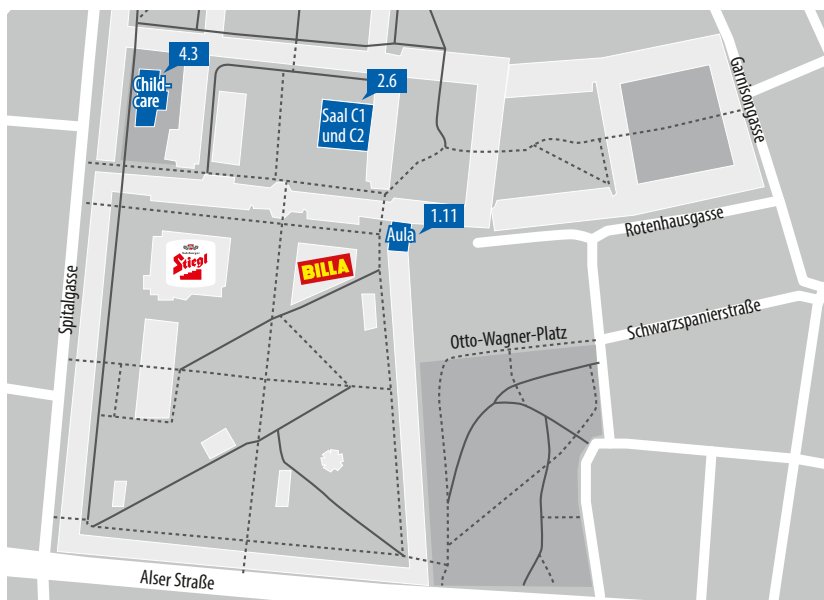 4.3
Child-
care
2.6
Saal C1
und C2
1.11
Aula
Garnisongasse
Rotenhausgasse
Stiegl
BILLA
Spitalgasse
Schwarzspanierstraße
Otto-Wagner-Platz
Alser Straße